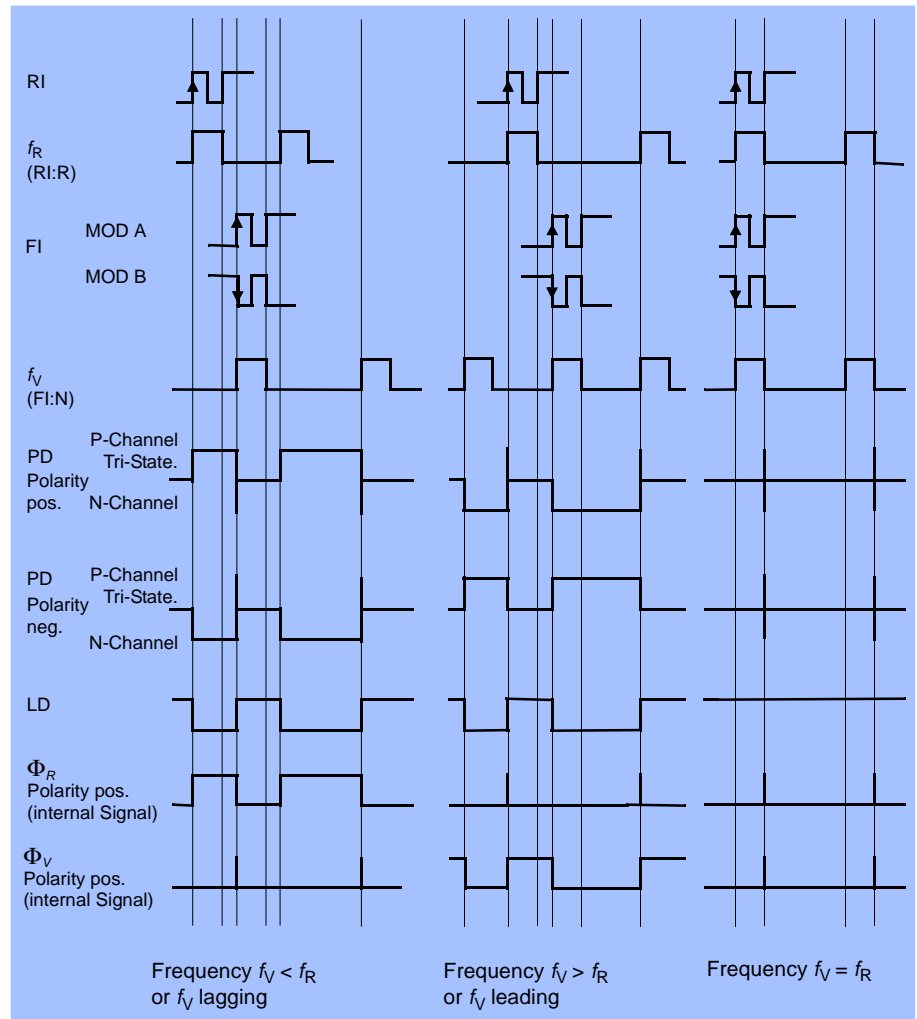 RI
fR
(RI:R)
MOD A
FI
MOD B
fV
(FI:N)
P-Channel
PD Tri-State.
Polarity
pos. N-Channel
PD P-Channel
Polarity Tri-State.
neg.
N-Channel
LD
ΦR
Polarity pos.
(internal Signal)
ΦV
Polarity pos.
(internal Signal)
Frequency fV < fR
or fV lagging
Frequency fV > fR
or fV leading
Frequency fV = fR